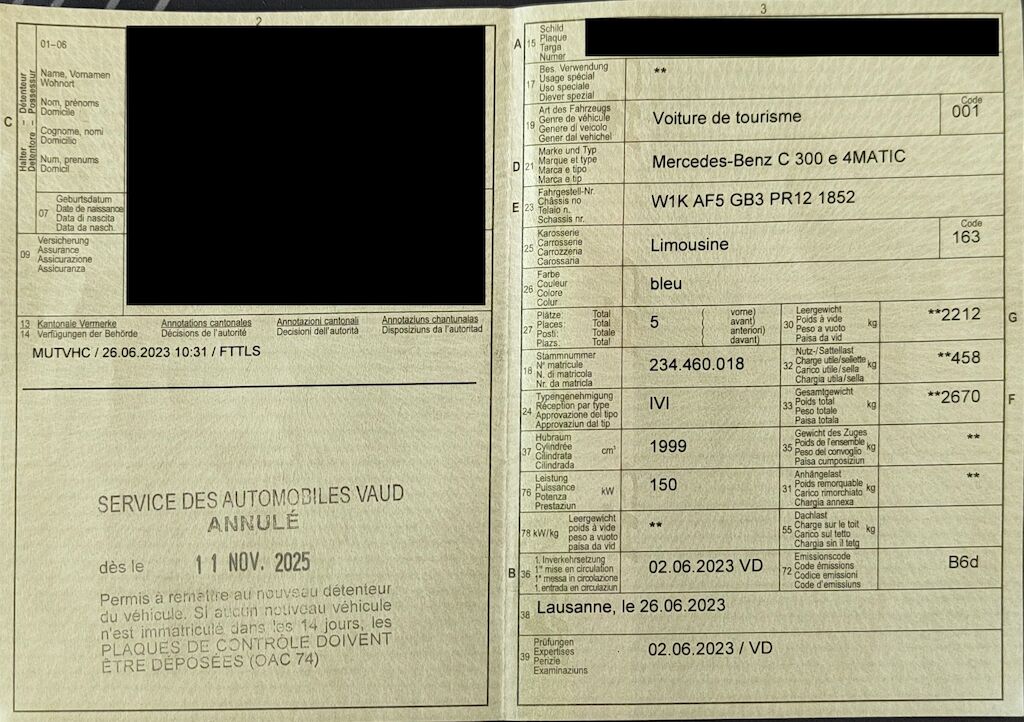 2
01–06
C
Halter – Détenteur
Detentore – Possessur
Name, Vornamen
Wohnort
Nom, prénoms
Domicile
Cognome, nomi
Domicilio
Num, prenums
Domicil
07
Geburtsdatum
Date de naissance
Data di nascita
Data da nasch.
09
Versicherung
Assurance
Assicurazione
Assicuranza
13 Kantonale Vermerke Annotations cantonales Annotazioni cantonali Annotaziuns chantunalas
14 Verfügungen der Behörde Décisions de l'autorité Decisioni dell'autorità Disposiziuns da l'autoritad
MUTVHC / 26.06.2023 10:31 / FTTLS
SERVICE DES AUTOMOBILES VAUD
ANNULÉ
dès le 11 NOV. 2025
Permis à remettre au nouveau détenteur
du véhicule. Si aucun nouveau véhicule
n'est immatriculé dans les 14 jours, les
PLAQUES DE CONTRÔLE DOIVENT
ÊTRE DÉPOSÉES (OAC 74)
3
A 15
Schild
Plaque
Targa
Numer
17
Bes. Verwendung
Usage spécial
Uso speciale
Diever spezial
**
19
Art des Fahrzeugs
Genre de véhicule
Genere di veicolo
Gener dal vehichel
Voiture de tourisme
Code
001
D 21
Marke und Typ
Marque et type
Marca e tipo
Marca e tip
Mercedes-Benz C 300 e 4MATIC
E 23
Fahrgestell-Nr.
Châssis no
Telaio n.
Schassis nr.
W1K AF5 GB3 PR12 1852
25
Karosserie
Carrosserie
Carrozzeria
Carossaria
Limousine
Code
163
26
Farbe
Couleur
Colore
Colur
bleu
27
Plätze: Total
Places: Total
Posti: Totale
Plazs: Total
5
( vorne)
( avant)
( anteriori)
( davant)
30
Leergewicht
Poids à vide
Peso a vuoto
Paisa da vid
kg
**2212
G
18
Stammnummer
N° matricule
N. di matricola
Nr. da matricla
234.460.018
32
Nutz-/Sattellast
Charge utile/sellette
Carico utile/sella
Chargia utila/sella
kg
**458
24
Typengenehmigung
Réception par type
Approvazione del tipo
Approvaziun dal tip
IVI
33
Gesamtgewicht
Poids total
Peso totale
Paisa totala
kg
**2670
F
37
Hubraum
Cylindrée
Cilindrata
Cilindrada
cm³
1999
35
Gewicht des Zuges
Poids de l'ensemble
Peso del convoglio
Paisa cumposiziun
kg
**
76
Leistung
Puissance
Potenza
Prestaziun
kW
150
31
Anhängelast
Poids remorquable
Carico rimorchiato
Chargia annexa
kg
**
78 kW/kg
Leergewicht
poids à vide
peso a vuoto
paisa da vid
**
55
Dachlast
Charge sur le toit
Carico sul tetto
Chargia sin il tetg
kg
B 36
1. Inverkehrsetzung
1re mise en circulation
1a messa in circolazione
1. entrada en circulaziun
02.06.2023 VD
72
Emissionscode
Code émissions
Codice emissioni
Code d'emissiuns
B6d
38
Lausanne, le 26.06.2023
39
Prüfungen
Expertises
Perizie
Examinaziuns
02.06.2023 / VD